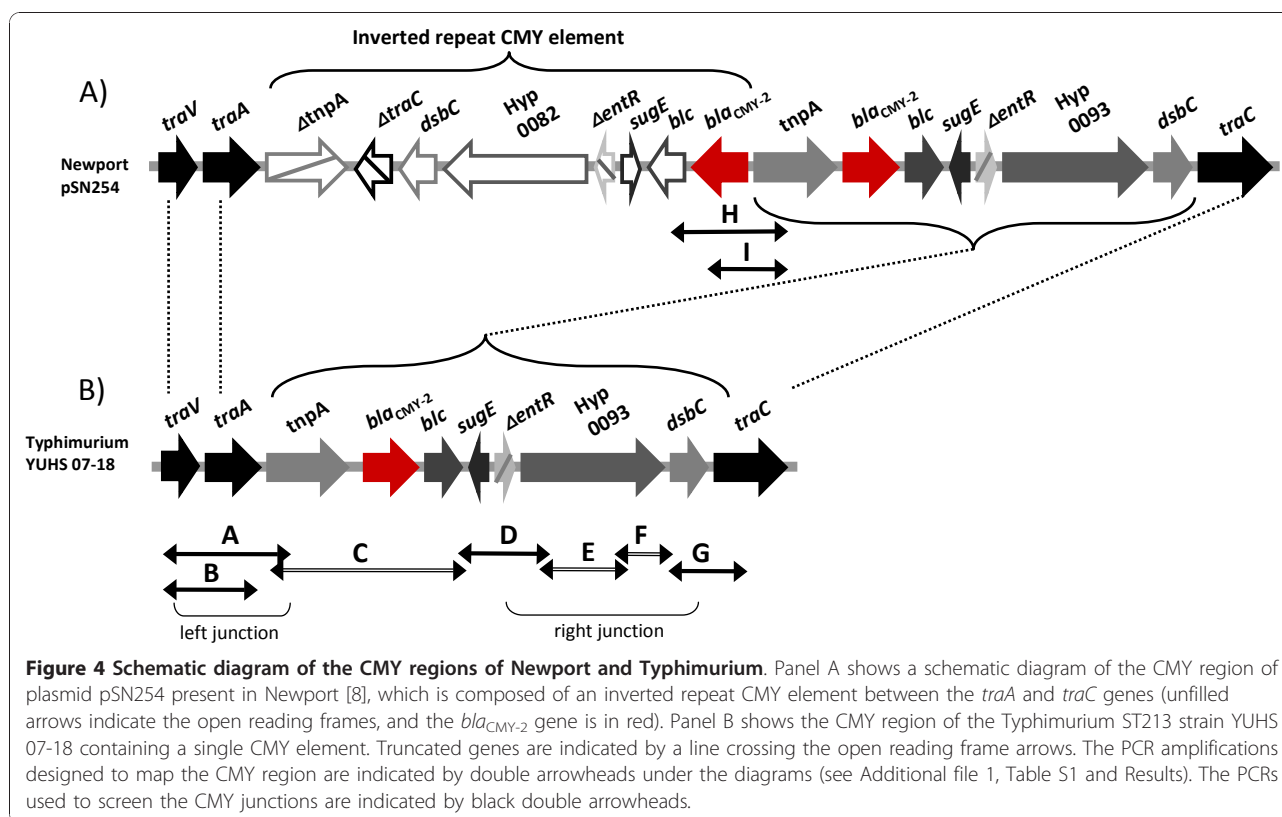 Inverted repeat CMY element
A)
traV traA ΔtnpA ΔtraC dsbC Hyp 0082 ΔentR sugE blc blaCMY-2 tnpA blaCMY-2 blc sugE ΔentR Hyp 0093 dsbC traC
Newport
pSN254
H
I
B)
traV traA tnpA blaCMY-2 blc sugE ΔentR Hyp 0093 dsbC traC
Typhimurium
YUHS 07-18
A C D E F G
B
left junction right junction
Figure 4 Schematic diagram of the CMY regions of Newport and Typhimurium. Panel A shows a schematic diagram of the CMY region of
plasmid pSN254 present in Newport [8], which is composed of an inverted repeat CMY element between the traA and traC genes (unfilled
arrows indicate the open reading frames, and the blaCMY-2 gene is in red). Panel B shows the CMY region of the Typhimurium ST213 strain YUHS
07-18 containing a single CMY element. Truncated genes are indicated by a line crossing the open reading frame arrows. The PCR amplifications
designed to map the CMY region are indicated by double arrowheads under the diagrams (see Additional file 1, Table S1 and Results). The PCRs
used to screen the CMY junctions are indicated by black double arrowheads.